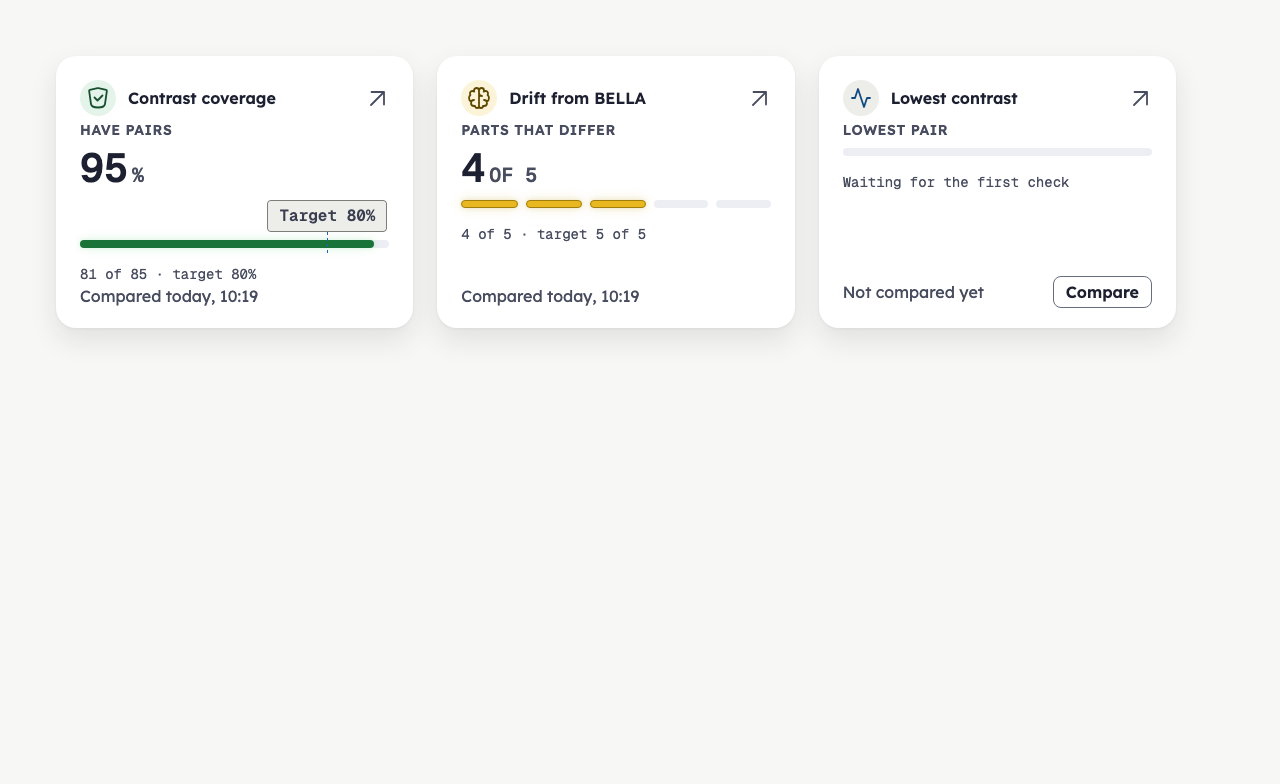 Contrast coverage
HAVE PAIRS
95 %
Target 80%
81 of 85 · target 80%
Compared today, 10:19
Drift from BELLA
PARTS THAT DIFFER
4 OF 5
4 of 5 · target 5 of 5
Compared today, 10:19
Lowest contrast
LOWEST PAIR
Waiting for the first check
Not compared yet
Compare